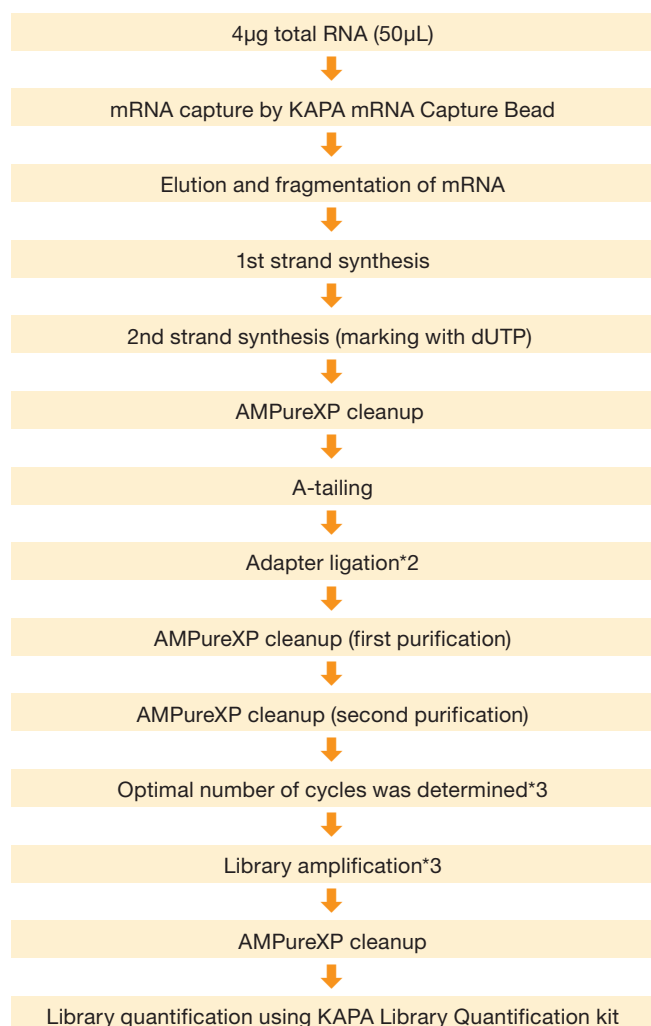 4µg total RNA (50µL)
mRNA capture by KAPA mRNA Capture Bead
Elution and fragmentation of mRNA
1st strand synthesis
2nd strand synthesis (marking with dUTP)
AMPureXP cleanup
A-tailing
Adapter ligation*2
AMPureXP cleanup (first purification)
AMPureXP cleanup (second purification)
Optimal number of cycles was determined*3
Library amplification*3
AMPureXP cleanup
Library quantification using KAPA Library Quantification kit